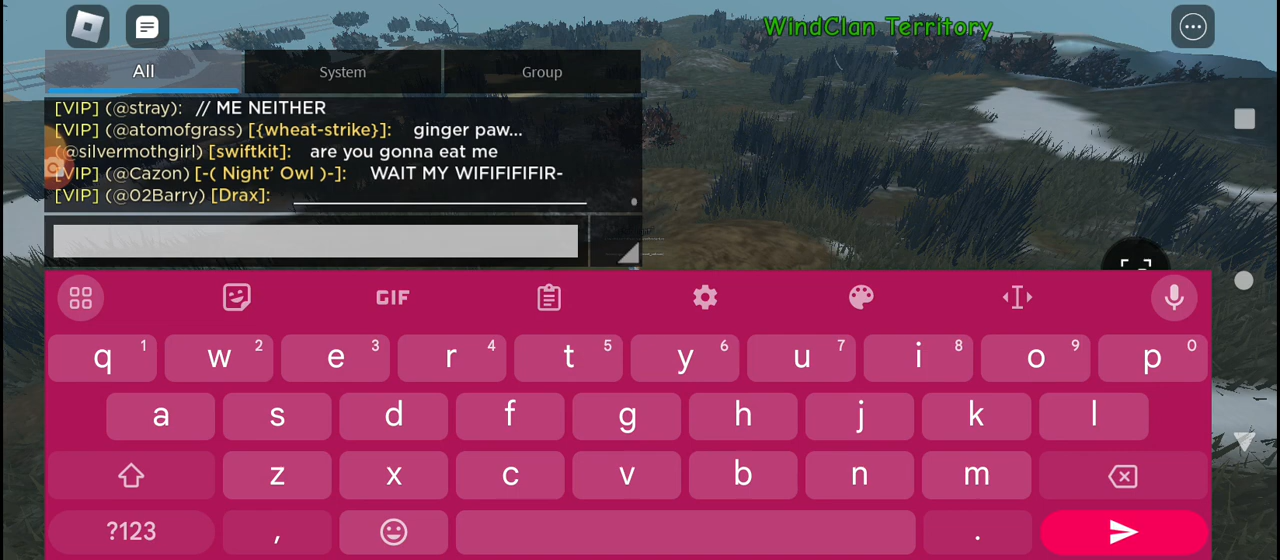 WindClan Territory
All System Group
[VIP] (@stray): // ME NEITHER
[VIP] (@atomofgrass) [{wheat-strike}]: ginger paw...
(@silvermothgirl) [swiftkit]: are you gonna eat me
[VIP] (@Cazon) [-( Night' Owl )-]: WAIT MY WIFIFIFIFIR-
[VIP] (@02Barry) [Drax]: ____________________
GIF
q 1 w 2 e 3 r 4 t 5 y 6 u 7 i 8 o 9 p 0
a s d f g h j k l
z x c v b n m
?123 , .